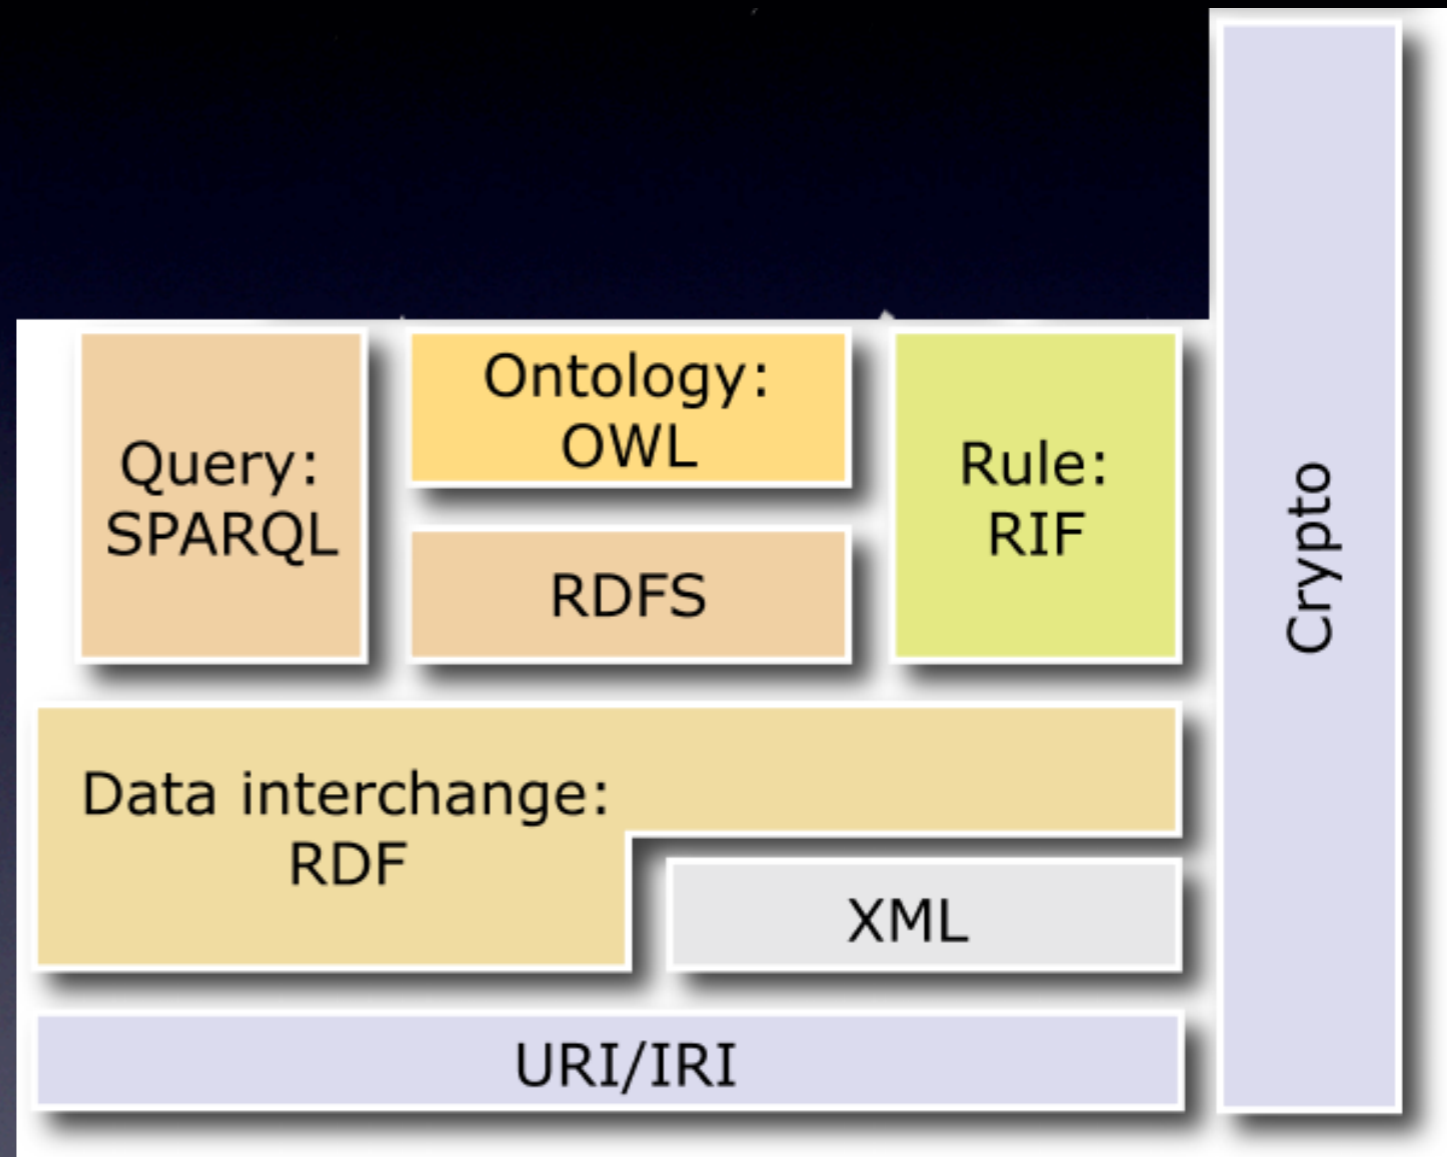 Query:
SPARQL
Ontology:
OWL
RDFS
Rule:
RIF
Crypto
Data interchange:
RDF
XML
URI/IRI